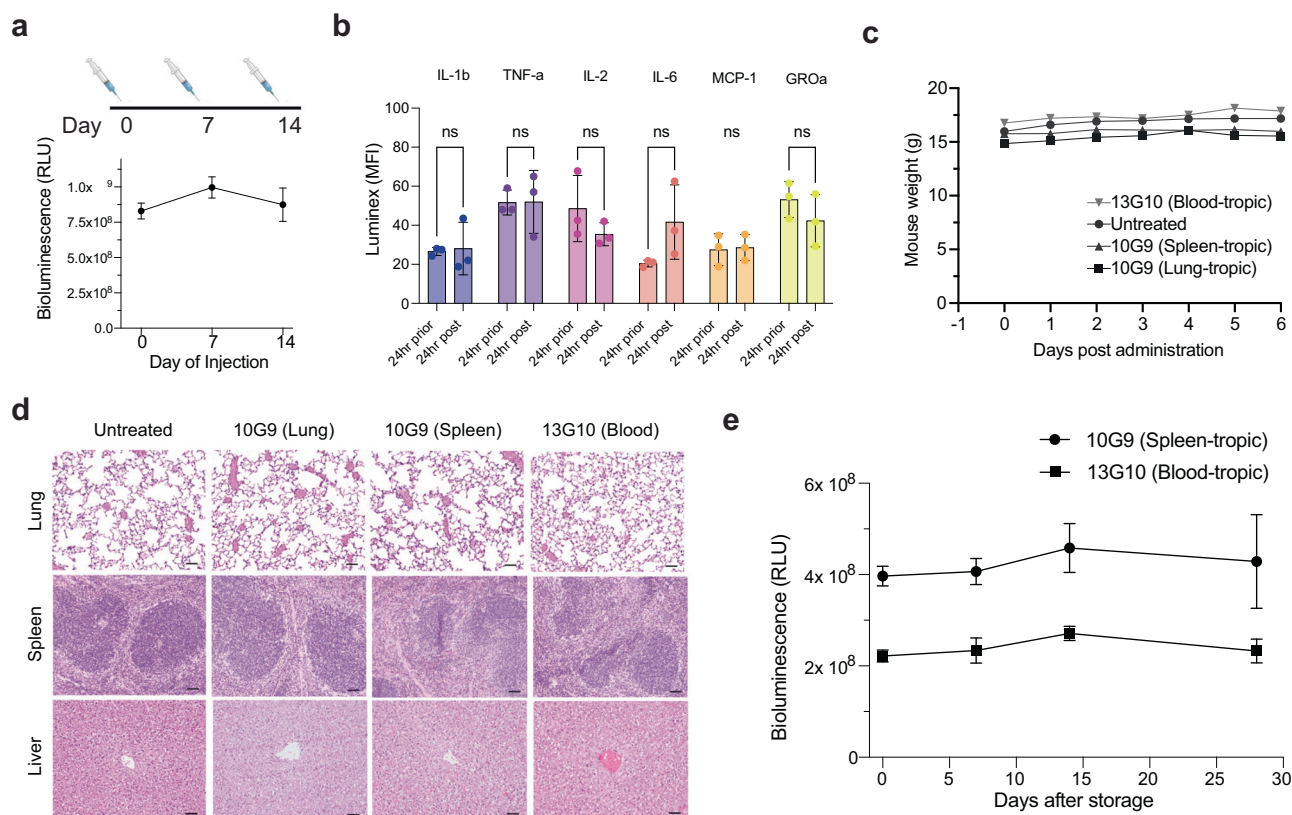 a
Day 0 7 14
Bioluminescence (RLU)
1.0x 9
7.5x10⁸
5.0x10⁸
2.5x10⁸
0.0
0 7 14
Day of Injection
b
IL-1b TNF-a IL-2 IL-6 MCP-1 GROa
ns ns ns ns ns ns
Luminex (MFI)
100
80
60
40
20
0
24hr prior 24hr post 24hr prior 24hr post 24hr prior 24hr post 24hr prior 24hr post 24hr prior 24hr post 24hr prior 24hr post
c
Mouse weight (g)
20
15
10
5
0
-1 0 1 2 3 4 5 6
Days post administration
13G10 (Blood-tropic)
Untreated
10G9 (Spleen-tropic)
10G9 (Lung-tropic)
d
Untreated 10G9 (Lung) 10G9 (Spleen) 13G10 (Blood)
Lung
Spleen
Liver
e
10G9 (Spleen-tropic)
13G10 (Blood-tropic)
Bioluminescence (RLU)
6x 10⁸
4x 10⁸
2x 10⁸
0
0 5 10 15 20 25 30
Days after storage